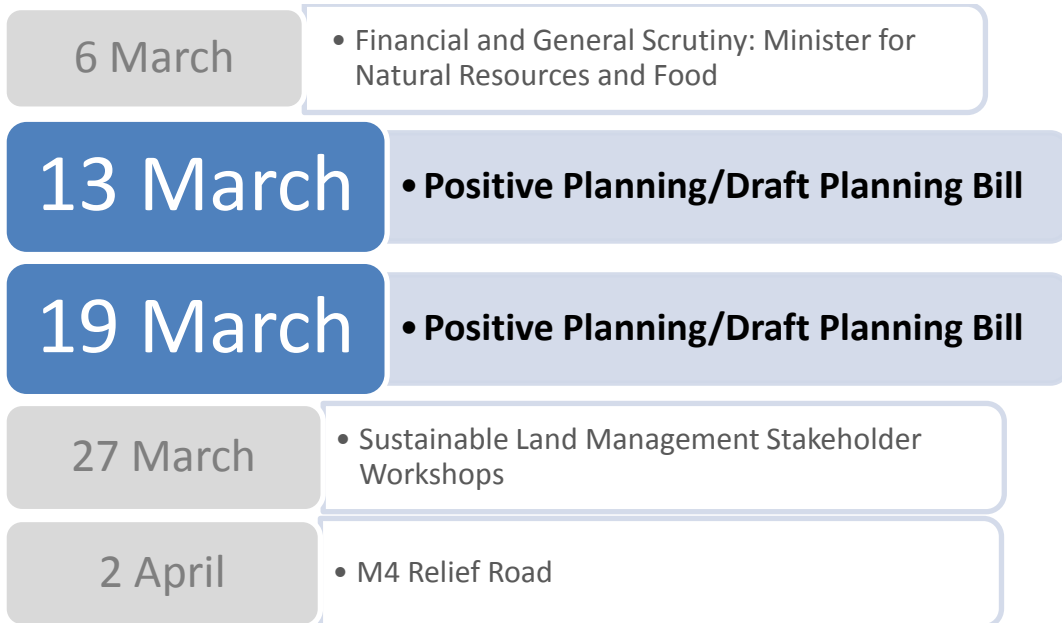 6 March
• Financial and General Scrutiny: Minister for
Natural Resources and Food
13 March
• Positive Planning/Draft Planning Bill
19 March
• Positive Planning/Draft Planning Bill
27 March
• Sustainable Land Management Stakeholder
Workshops
2 April
• M4 Relief Road